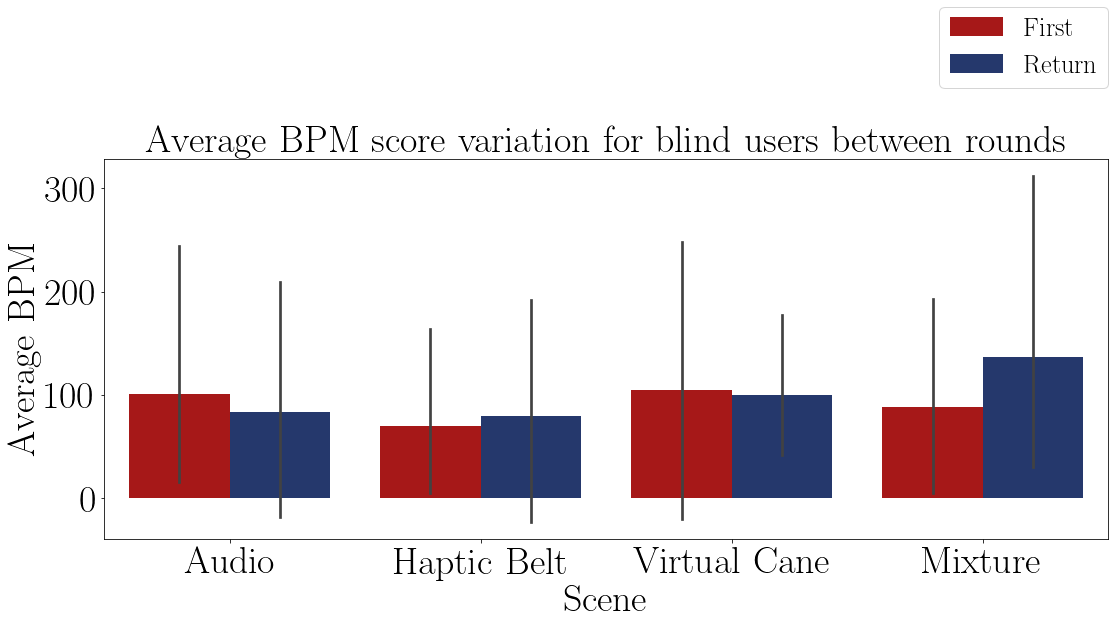 First
Return
Average BPM score variation for blind users between rounds
300
200
100
0
Average BPM
Audio Haptic Belt Virtual Cane Mixture
Scene